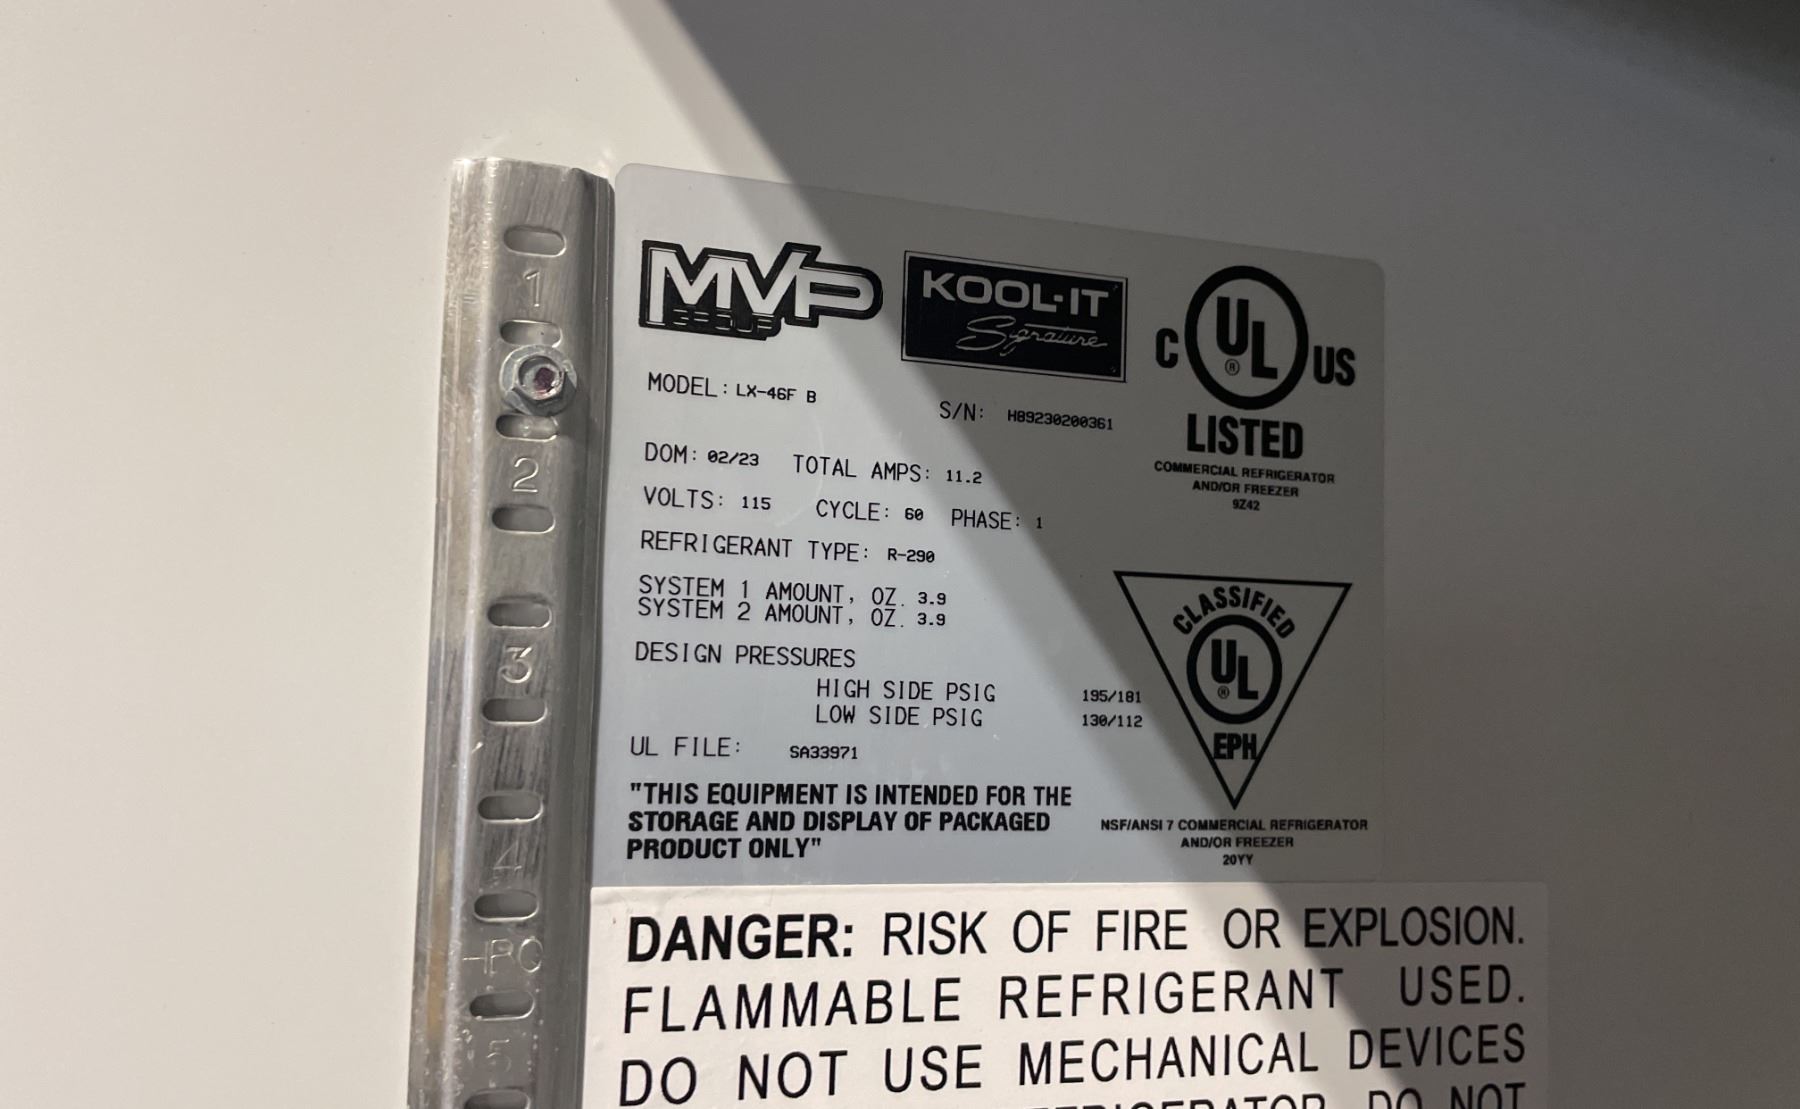 MVP
GROUP
KOOL-IT
Signature
C UL US
®
LISTED
COMMERCIAL REFRIGERATOR
AND/OR FREEZER
9Z42
MODEL: LX-46F B
S/N: HB9230200361
DOM: 02/23 TOTAL AMPS: 11.2
VOLTS: 115 CYCLE: 60 PHASE: 1
REFRIGERANT TYPE: R-290
SYSTEM 1 AMOUNT, OZ. 3.9
SYSTEM 2 AMOUNT, OZ. 3.9
DESIGN PRESSURES
HIGH SIDE PSIG 195/181
LOW SIDE PSIG 130/112
UL FILE: SA33971
"THIS EQUIPMENT IS INTENDED FOR THE
STORAGE AND DISPLAY OF PACKAGED
PRODUCT ONLY"
CLASSIFIED
UL
®
EPH
NSF/ANSI 7 COMMERCIAL REFRIGERATOR
AND/OR FREEZER
20YY
DANGER: RISK OF FIRE OR EXPLOSION.
FLAMMABLE REFRIGERANT USED.
DO NOT USE MECHANICAL DEVICES
DO NOT
1
2
3
4
5